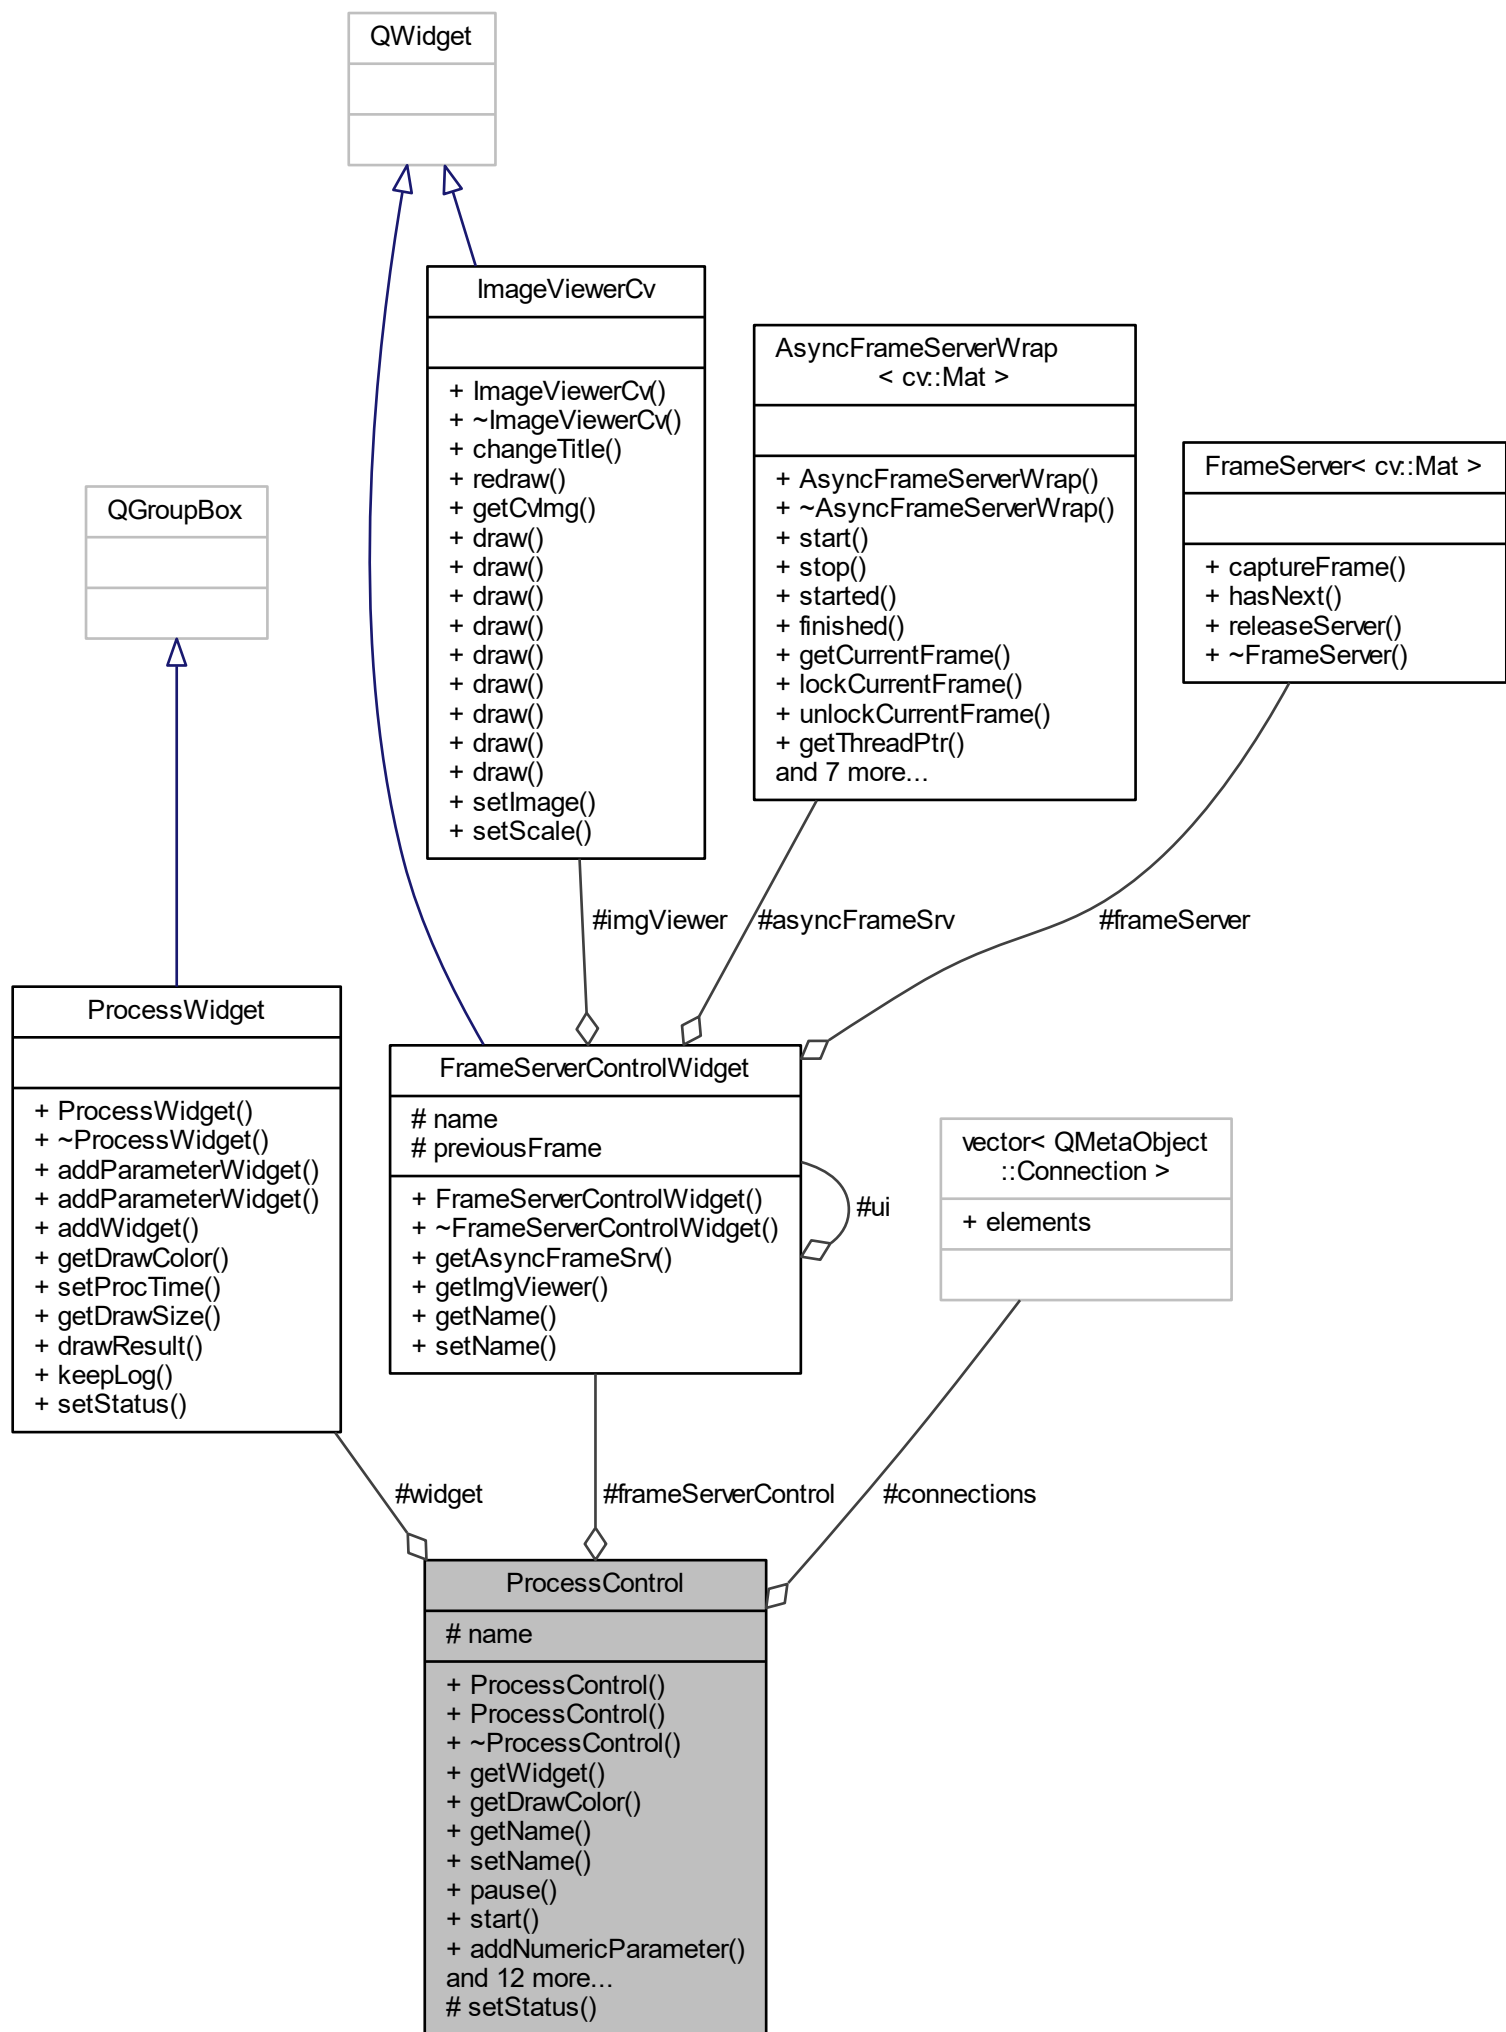 QWidget
ImageViewerCv
+ ImageViewerCv()
+ ~ImageViewerCv()
+ changeTitle()
+ redraw()
+ getCvImg()
+ draw()
+ draw()
+ draw()
+ draw()
+ draw()
+ draw()
+ draw()
+ draw()
+ draw()
+ setImage()
+ setScale()
AsyncFrameServerWrap
< cv::Mat >
+ AsyncFrameServerWrap()
+ ~AsyncFrameServerWrap()
+ start()
+ stop()
+ started()
+ finished()
+ getCurrentFrame()
+ lockCurrentFrame()
+ unlockCurrentFrame()
+ getThreadPtr()
and 7 more...
FrameServer< cv::Mat >
+ captureFrame()
+ hasNext()
+ releaseServer()
+ ~FrameServer()
QGroupBox
#imgViewer
#asyncFrameSrv
#frameServer
ProcessWidget
+ ProcessWidget()
+ ~ProcessWidget()
+ addParameterWidget()
+ addParameterWidget()
+ addWidget()
+ getDrawColor()
+ setProcTime()
+ getDrawSize()
+ drawResult()
+ keepLog()
+ setStatus()
FrameServerControlWidget
# name
# previousFrame
+ FrameServerControlWidget()
+ ~FrameServerControlWidget()
+ getAsyncFrameSrv()
+ getImgViewer()
+ getName()
+ setName()
#ui
vector< QMetaObject
::Connection >
+ elements
#widget
#frameServerControl
#connections
ProcessControl
# name
+ ProcessControl()
+ ProcessControl()
+ ~ProcessControl()
+ getWidget()
+ getDrawColor()
+ getName()
+ setName()
+ pause()
+ start()
+ addNumericParameter()
and 12 more...
# setStatus()